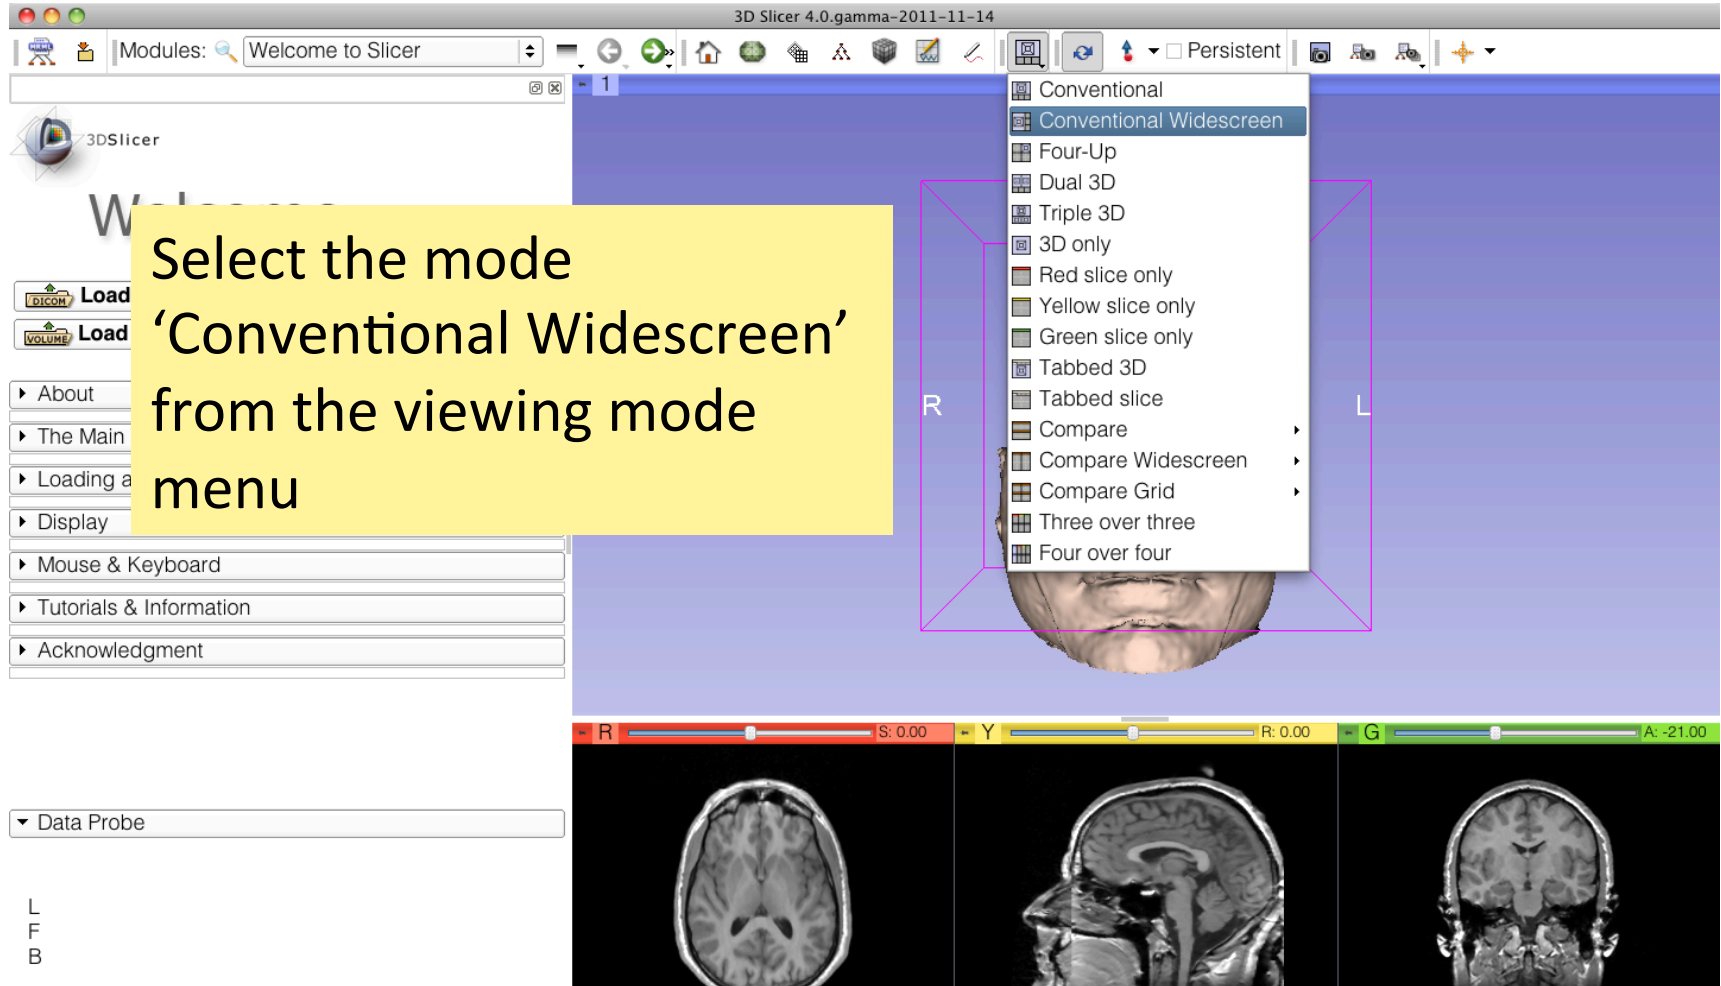 3D Slicer 4.0.gamma-2011-11-14
Modules: Welcome to Slicer
Persistent
1
3DSlicer
Welcome
DICOM Load
VOLUME Load
About
The Main
Loading a
Display
Mouse & Keyboard
Tutorials & Information
Acknowledgment
Data Probe
L
F
B
Select the mode
‘Conventional Widescreen’
from the viewing mode
menu
Conventional
Conventional Widescreen
Four-Up
Dual 3D
Triple 3D
3D only
Red slice only
Yellow slice only
Green slice only
Tabbed 3D
Tabbed slice
Compare
Compare Widescreen
Compare Grid
Three over three
Four over four
R
L
R S: 0.00
Y R: 0.00
G A: -21.00